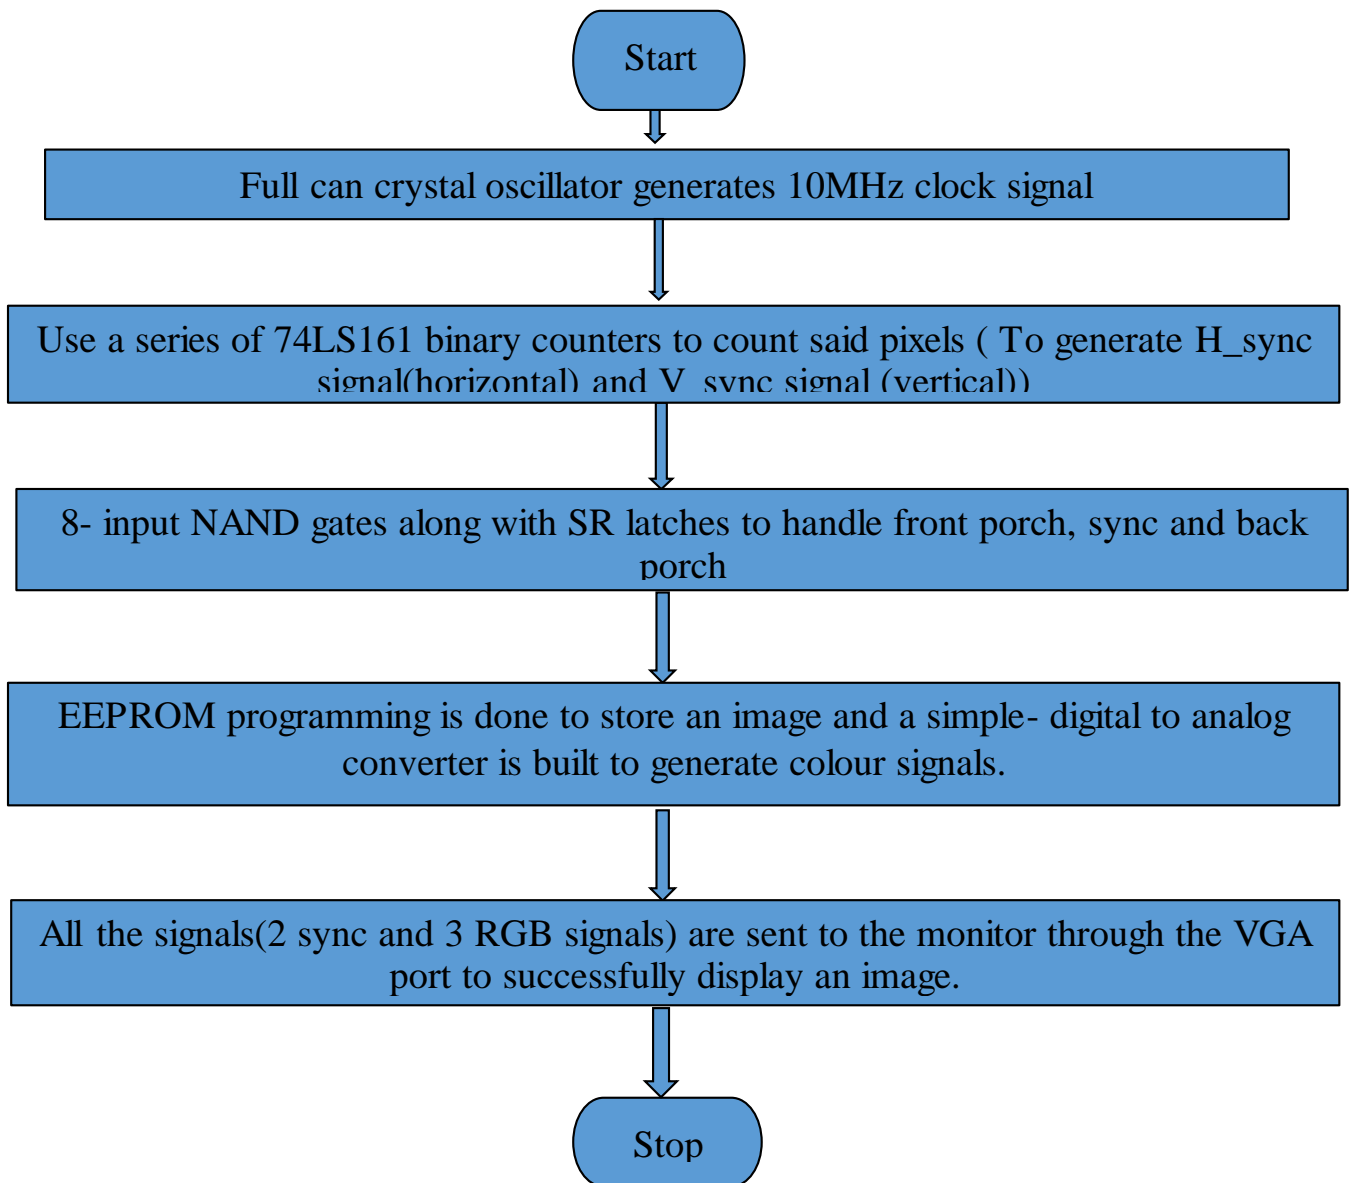 Start
Full can crystal oscillator generates 10MHz clock signal
Use a series of 74LS161 binary counters to count said pixels ( To generate H_sync
signal(horizontal) and V_sync signal (vertical))
8- input NAND gates along with SR latches to handle front porch, sync and back
porch
EEPROM programming is done to store an image and a simple- digital to analog
converter is built to generate colour signals.
All the signals(2 sync and 3 RGB signals) are sent to the monitor through the VGA
port to successfully display an image.
Stop